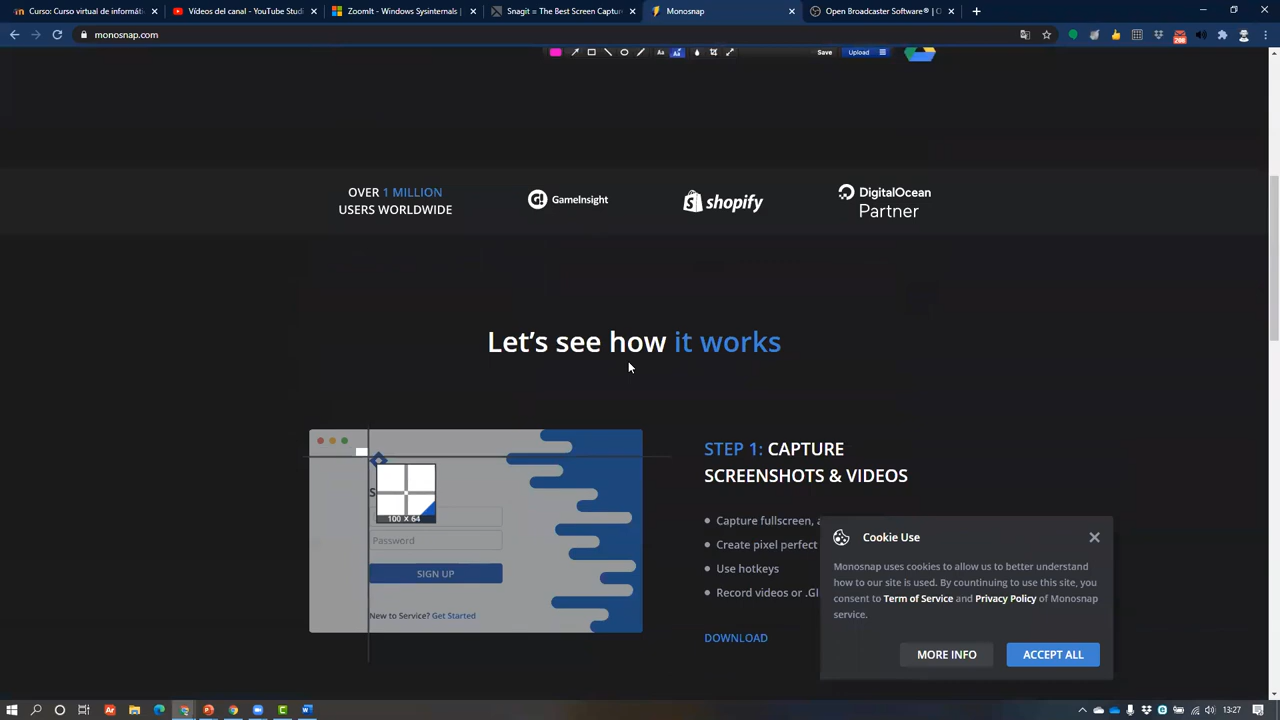 Curso: Curso virtual de informát
Vídeos del canal - YouTube Studi
ZoomIt - Windows Sysinternals |
Snagit = The Best Screen Captur
Monosnap
Open Broadcaster Software® | O
monosnap.com
Aa
Save
Upload
OVER 1 MILLION
USERS WORLDWIDE
G!
GameInsight
shopify
DigitalOcean
Partner
Let's see how it works
S
100 X 64
Password
SIGN UP
New to Service? Get Started
STEP 1: CAPTURE
SCREENSHOTS & VIDEOS
Capture fullscreen, a
Create pixel perfect
Use hotkeys
Record videos or .GI
DOWNLOAD
Cookie Use
Monosnap uses cookies to allow us to better understand
how to our site is used. By countinuing to use this site, you
consent to Term of Service and Privacy Policy of Monosnap
service.
MORE INFO
ACCEPT ALL
13:27